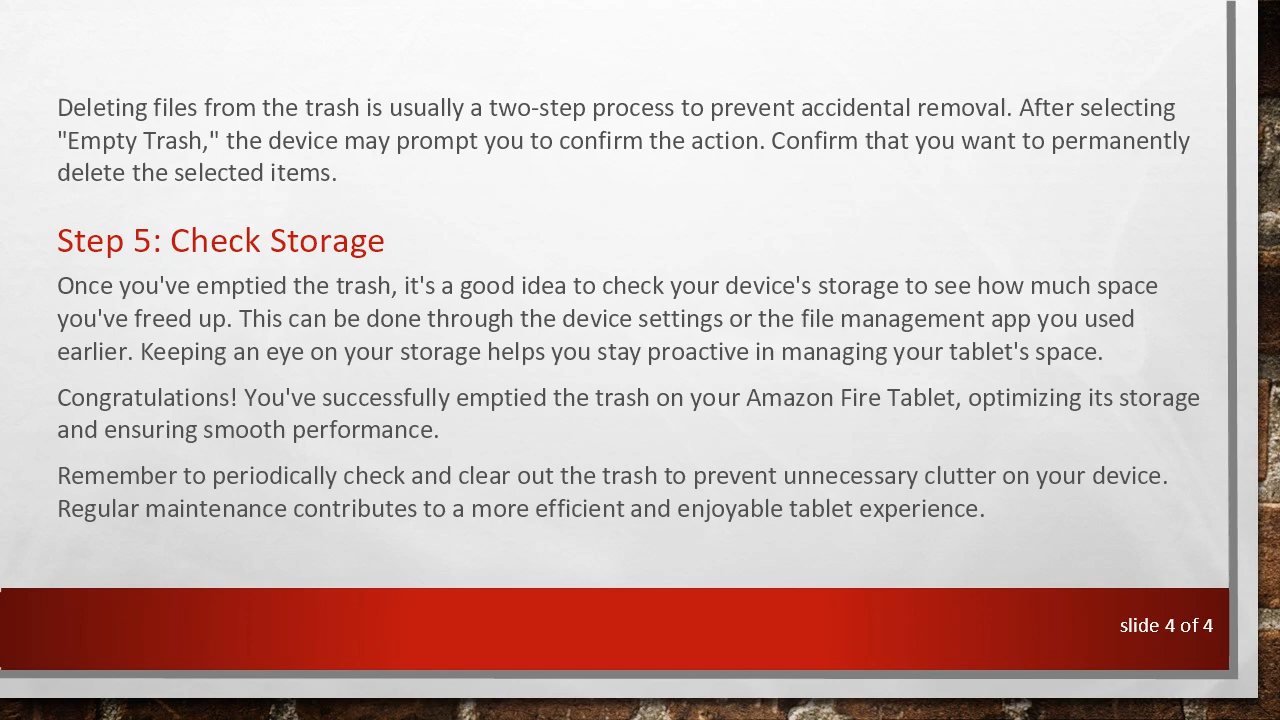 Deleting files from the trash is usually a two-step process to prevent accidental removal. After selecting
"Empty Trash," the device may prompt you to confirm the action. Confirm that you want to permanently
delete the selected items.
Step 5: Check Storage
Once you've emptied the trash, it's a good idea to check your device's storage to see how much space
you've freed up. This can be done through the device settings or the file management app you used
earlier. Keeping an eye on your storage helps you stay proactive in managing your tablet's space.
Congratulations! You've successfully emptied the trash on your Amazon Fire Tablet, optimizing its storage
and ensuring smooth performance.
Remember to periodically check and clear out the trash to prevent unnecessary clutter on your device.
Regular maintenance contributes to a more efficient and enjoyable tablet experience.
slide 4 of 4